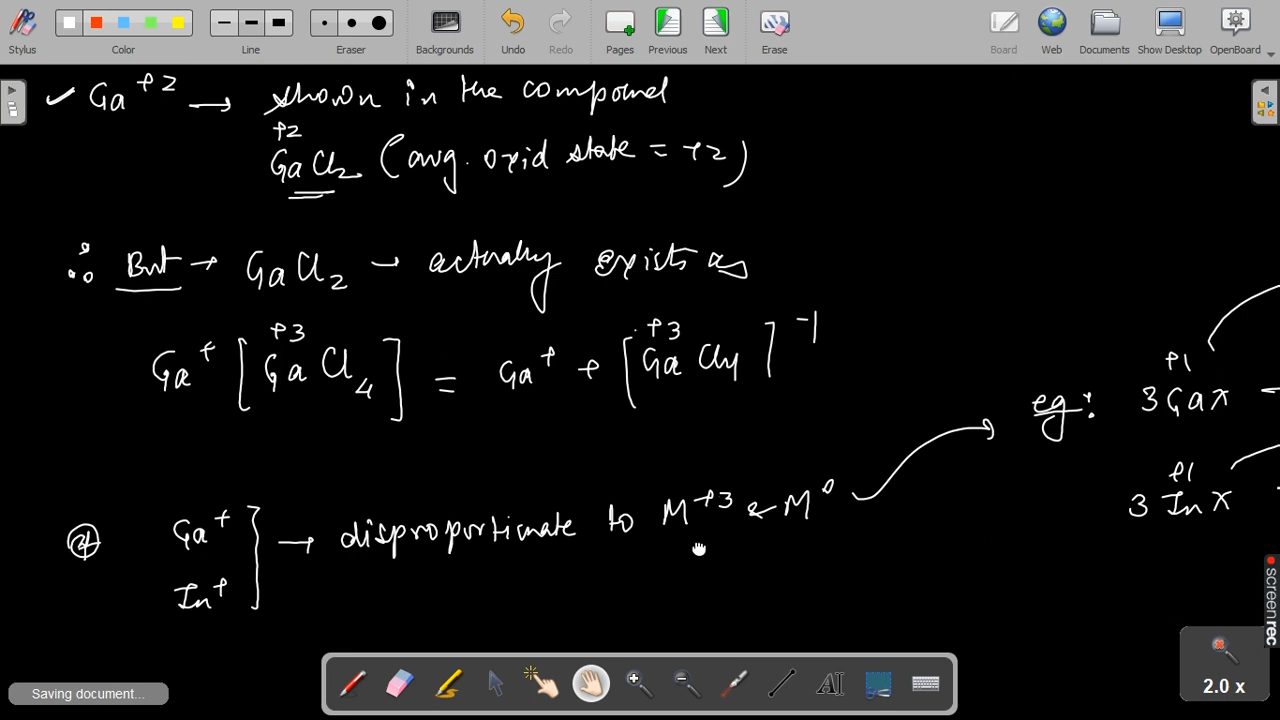 Stylus Color Line Eraser Backgrounds Undo Redo Pages Previous Next Erase Board Web Documents Show Desktop OpenBoard
✓ Ga⁺² → shown in the compound
+2
GaCl₂ (avg. oxid state = +2)
∴ But → GaCl₂ – actually exists as
+3 +3
Ga⁺ [GaCl₄] = Ga⁺ + [GaCl₄]⁻¹
+1
eg: 3GaX
+1
3InX
Ga⁺
In⁺
→ disproportionate to M⁺³ & M⁰
Saving document...
2.0 x
screenrec